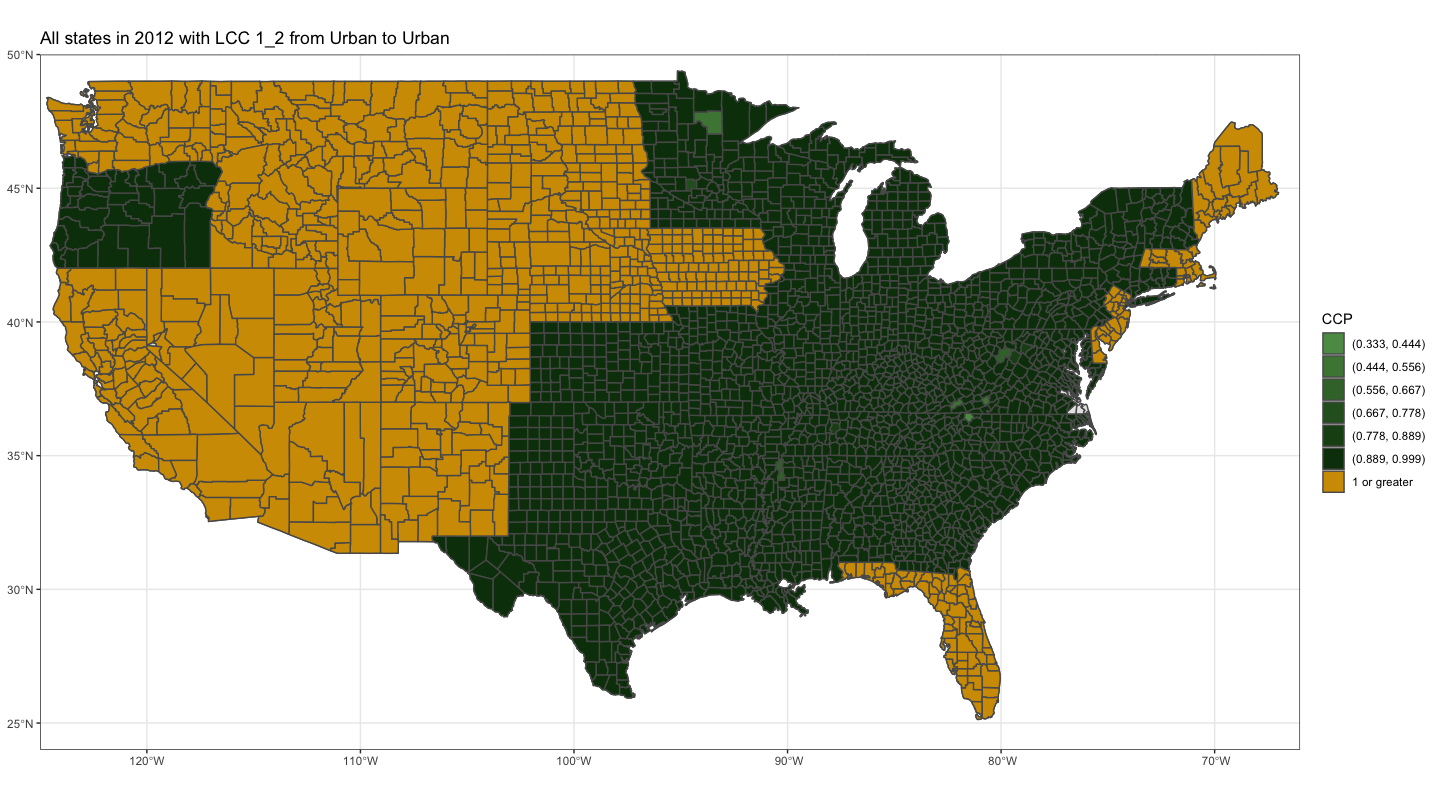 All states in 2012 with LCC 1_2 from Urban to Urban
50°N
45°N
40°N
35°N
30°N
25°N
120°W
110°W
100°W
90°W
80°W
70°W
CCP
(0.333, 0.444)
(0.444, 0.556)
(0.556, 0.667)
(0.667, 0.778)
(0.778, 0.889)
(0.889, 0.999)
1 or greater